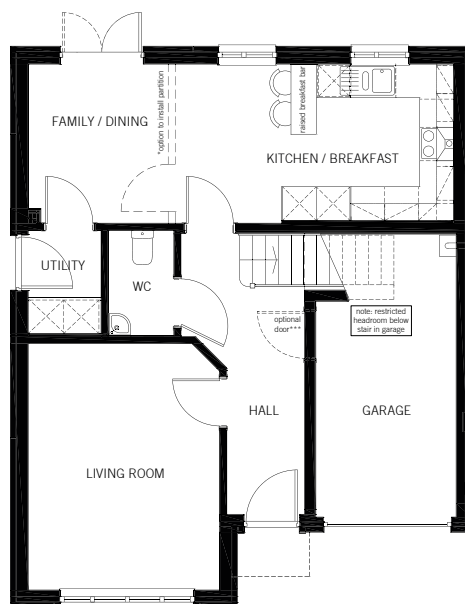 *option to install partition
raised breakfast bar
FAMILY / DINING
KITCHEN / BREAKFAST
UTILITY
WC
optional
door***
note: restricted
headroom below
stair in garage
HALL
GARAGE
LIVING ROOM